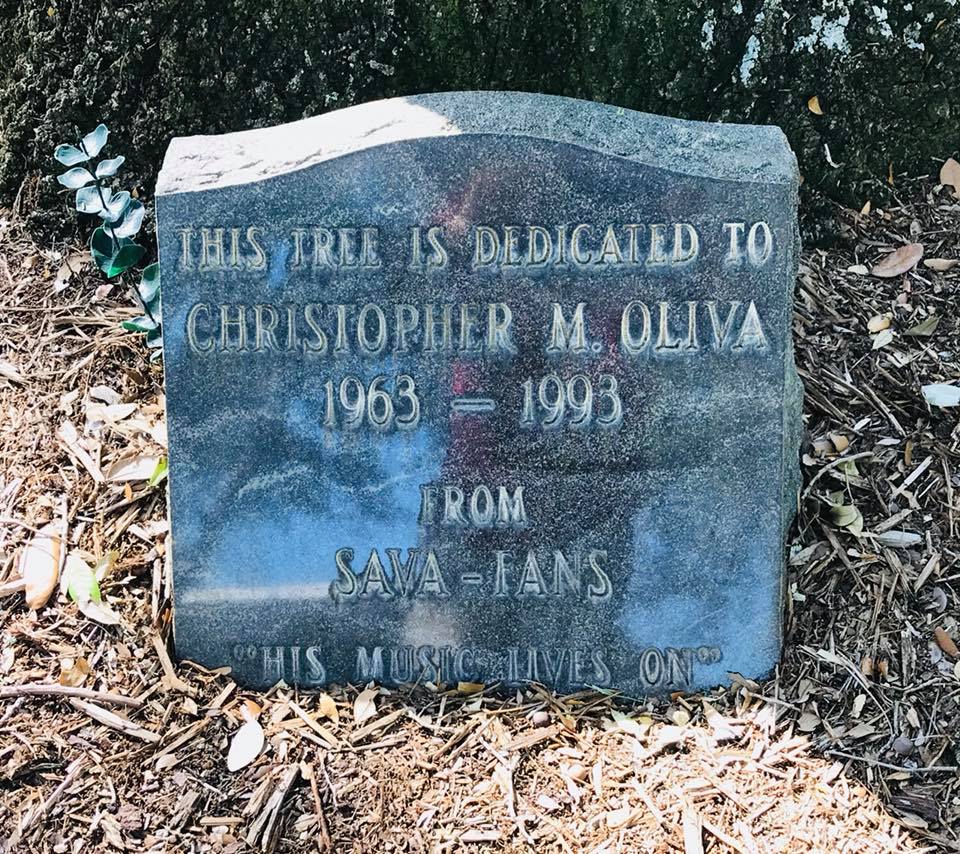 THIS TREE IS DEDICATED TO
CHRISTOPHER M. OLIVA
1963 – 1993
FROM
SAVA-FANS
"HIS MUSIC LIVES ON"